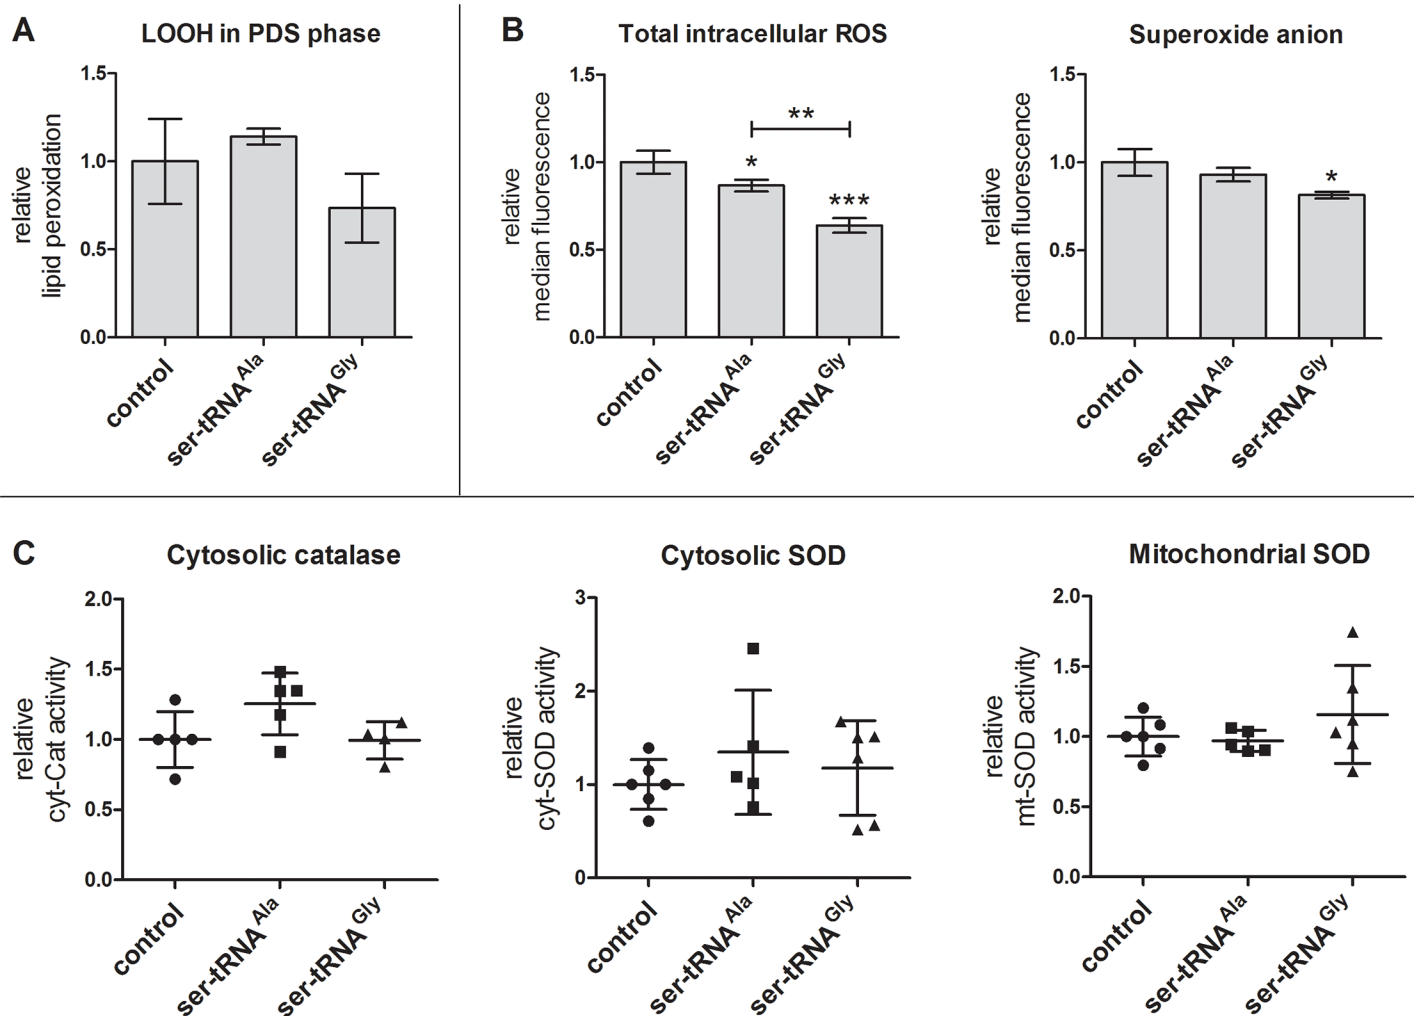 A
LOOH in PDS phase
relative
lipid peroxidation
1.5
1.0
0.5
0.0
control
ser-tRNA^Ala
ser-tRNA^Gly
B
Total intracellular ROS
relative
median fluorescence
1.5
1.0
0.5
0.0
*
**
***
control
ser-tRNA^Ala
ser-tRNA^Gly
Superoxide anion
relative
median fluorescence
1.5
1.0
0.5
0.0
*
control
ser-tRNA^Ala
ser-tRNA^Gly
C
Cytosolic catalase
relative
cyt-Cat activity
2.0
1.5
1.0
0.5
0.0
control
ser-tRNA^Ala
ser-tRNA^Gly
Cytosolic SOD
relative
cyt-SOD activity
3
2
1
0
control
ser-tRNA^Ala
ser-tRNA^Gly
Mitochondrial SOD
relative
mt-SOD activity
2.0
1.5
1.0
0.5
0.0
control
ser-tRNA^Ala
ser-tRNA^Gly